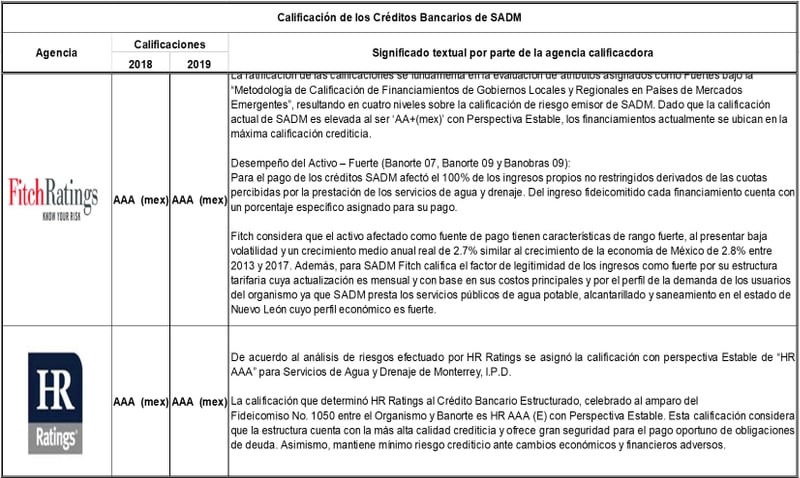 Calificación de los Créditos Bancarios de SADM
Agencia
Calificaciones
2018 2019
Significado textual por parte de la agencia calificacdora
La ratificación de las calificaciones se fundamenta en la evaluación de atributos asignados como Fuertes bajo la
“Metodología de Calificación de Financiamientos de Gobiernos Locales y Regionales en Países de Mercados
Emergentes”, resultando en cuatro niveles sobre la calificación de riesgo emisor de SADM. Dado que la calificación
actual de SADM es elevada al ser ‘AA+(mex)’ con Perspectiva Estable, los financiamientos actualmente se ubican en la
máxima calificación crediticia.
Desempeño del Activo – Fuerte (Banorte 07, Banorte 09 y Banobras 09):
Para el pago de los créditos SADM afectó el 100% de los ingresos propios no restringidos derivados de las cuotas
percibidas por la prestación de los servicios de agua y drenaje. Del ingreso fideicomitido cada financiamiento cuenta con
un porcentaje específico asignado para su pago.
Fitch considera que el activo afectado como fuente de pago tienen características de rango fuerte, al presentar baja
volatilidad y un crecimiento medio anual real de 2.7% similar al crecimiento de la economía de México de 2.8% entre
2013 y 2017. Además, para SADM Fitch califica el factor de legitimidad de los ingresos como fuerte por su estructura
tarifaria cuya actualización es mensual y con base en sus costos principales y por el perfil de la demanda de los usuarios
del organismo ya que SADM presta los servicios públicos de agua potable, alcantarillado y saneamiento en el estado de
Nuevo León cuyo perfil económico es fuerte.
FitchRatings
KNOW YOUR RISK
AAA (mex) AAA (mex)
HR
Ratings®
AAA (mex) AAA (mex)
De acuerdo al análisis de riesgos efectuado por HR Ratings se asignó la calificación con perspectiva Estable de “HR
AAA” para Servicios de Agua y Drenaje de Monterrey, I.P.D.
La calificación que determinó HR Ratings al Crédito Bancario Estructurado, celebrado al amparo del
Fideicomiso No. 1050 entre el Organismo y Banorte es HR AAA (E) con Perspectiva Estable. Esta calificación considera
que la estructura cuenta con la más alta calidad crediticia y ofrece gran seguridad para el pago oportuno de obligaciones
de deuda. Asimismo, mantiene mínimo riesgo crediticio ante cambios económicos y financieros adversos.